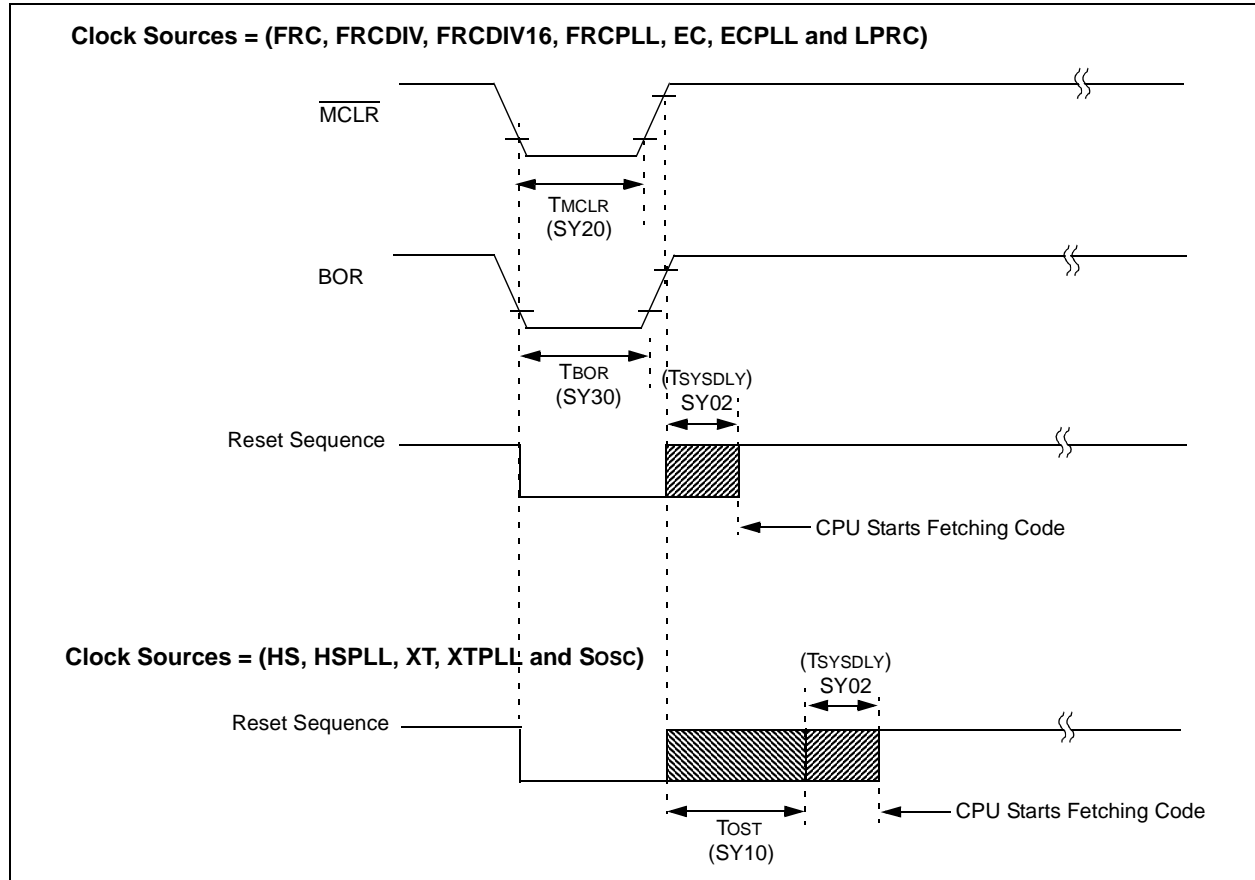 Clock Sources = (FRC, FRCDIV, FRCDIV16, FRCPLL, EC, ECPLL and LPRC)
MCLR
TMCLR
(SY20)
BOR
TBOR
(SY30)
(TSYSDLY)
SY02
Reset Sequence
CPU Starts Fetching Code
Clock Sources = (HS, HSPLL, XT, XTPLL and SOSC)
(TSYSDLY)
SY02
Reset Sequence
CPU Starts Fetching Code
TOST
(SY10)